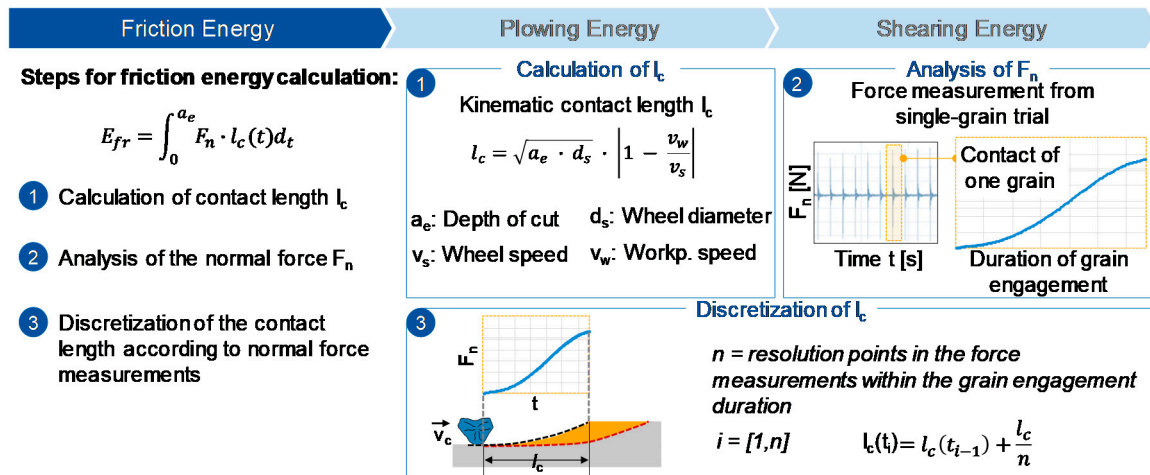 Friction Energy
Plowing Energy
Shearing Energy
Steps for friction energy calculation:
E_{fr} = ∫_0^{a_e} F_n · l_c(t)d_t
1 Calculation of contact length l_c
2 Analysis of the normal force F_n
3 Discretization of the contact
length according to normal force
measurements
1
Calculation of l_c
Kinematic contact length l_c
l_c = √(a_e · d_s) · |1 − v_w/v_s|
a_e: Depth of cut
d_s: Wheel diameter
v_s: Wheel speed
v_w: Workp. speed
2
Analysis of F_n
Force measurement from
single-grain trial
F_n [N]
Contact of
one grain
Time t [s]
Duration of grain
engagement
3
Discretization of l_c
F_n
t
v_c
l_c
n = resolution points in the force
measurements within the grain engagement
duration
i = [1,n]
l_c(t_i)= l_c(t_{i−1}) + l_c/n